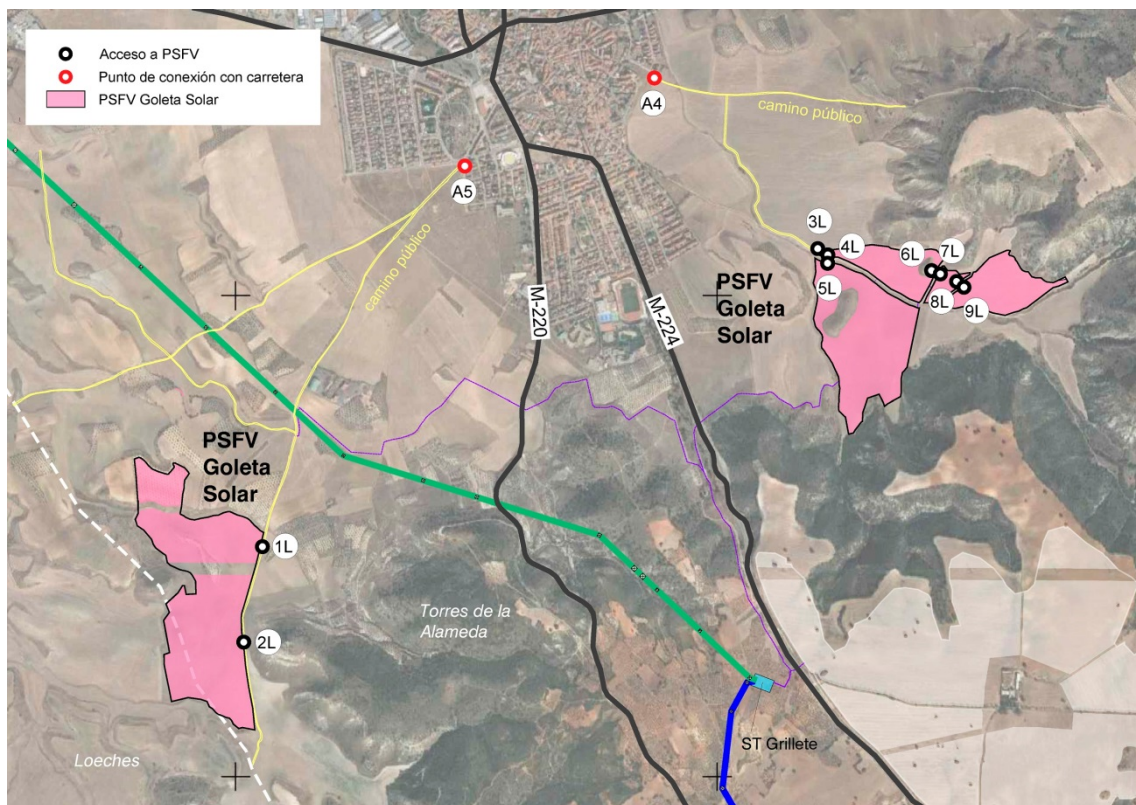 Acceso a PSFV
Punto de conexión con carretera
PSFV Goleta Solar
A4
camino público
A5
camino público
3L
4L
5L
6L
7L
8L
9L
PSFV
Goleta
Solar
M-220
M-224
PSFV
Goleta
Solar
1L
2L
Torres de la
Alameda
ST Grillete
Loeches